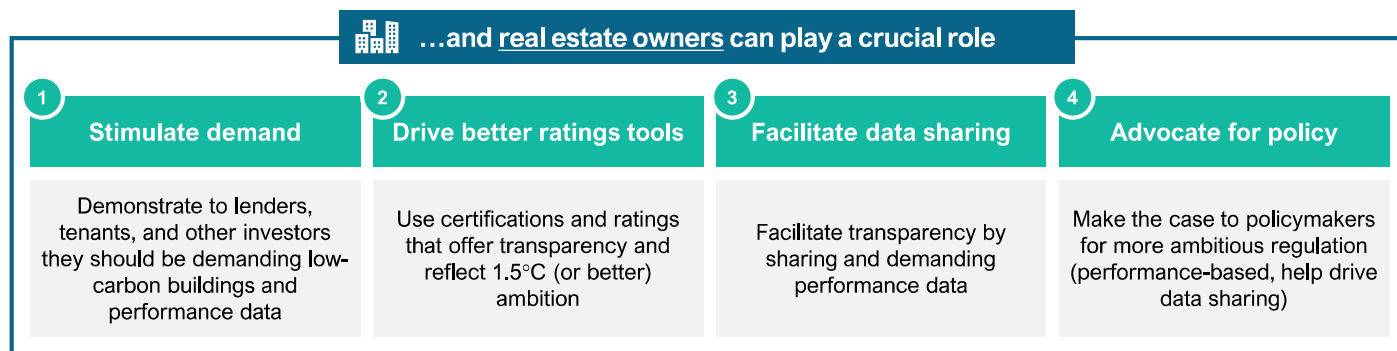 …and real estate owners can play a crucial role
1
Stimulate demand
Demonstrate to lenders,
tenants, and other investors
they should be demanding low-
carbon buildings and
performance data
2
Drive better ratings tools
Use certifications and ratings
that offer transparency and
reflect 1.5°C (or better)
ambition
3
Facilitate data sharing
Facilitate transparency by
sharing and demanding
performance data
4
Advocate for policy
Make the case to policymakers
for more ambitious regulation
(performance-based, help drive
data sharing)